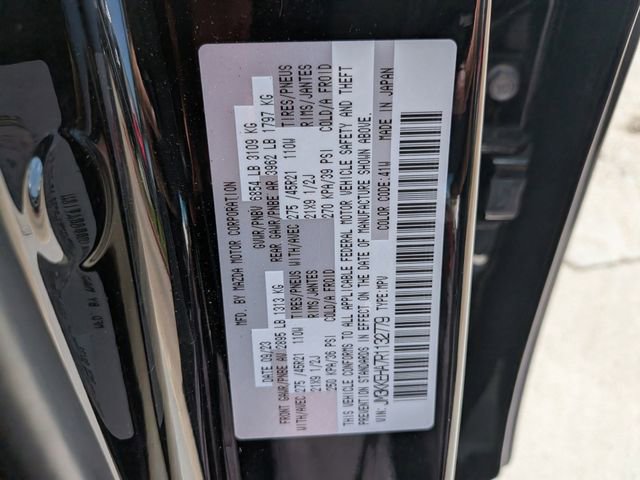 MFD. BY MAZDA MOTOR CORPORATION
DATE 09/23 GVWR/PNBV 6854 LB 3109 KG
FRONT GAWR/PNBE AV 2895 LB 1313 KG REAR GAWR/PNBE AR 3962 LB 1797 KG
WITH/AVEC 275 /45R21 110W TIRES/PNEUS WITH/AVEC 275 /45R21 110W TIRES/PNEUS
21X9 1/2J RIMS/JANTES 21X9 1/2J RIMS/JANTES
250 KPA/36 PSI COLD/A FROID 270 KPA/39 PSI COLD/A FROID
THIS VEHICLE CONFORMS TO ALL APPLICABLE FEDERAL MOTOR VEHICLE SAFETY AND THEFT
PREVENTION STANDARDS IN EFFECT ON THE DATE OF MANUFACTURE SHOWN ABOVE.
VIN: JM3KKEHA7R1132779 TYPE:MPV COLOR CODE:41W MADE IN JAPAN